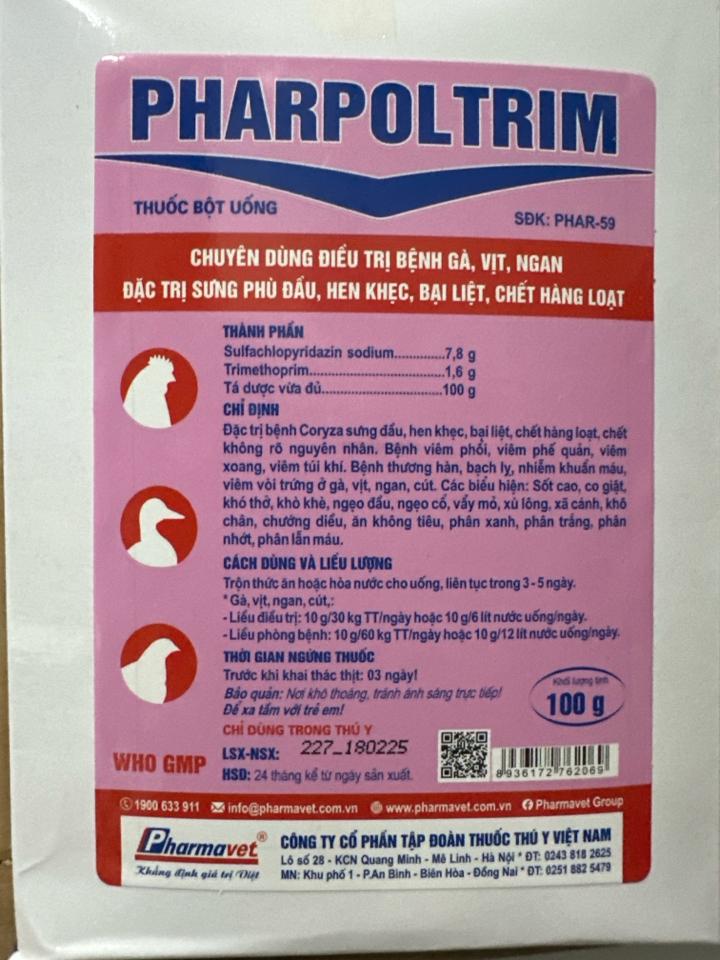 PHARPOLTRIM
THUỐC BỘT UỐNG
SĐK: PHAR-59
CHUYÊN DÙNG ĐIỀU TRỊ BỆNH GÀ, VỊT, NGAN
ĐẶC TRỊ SƯNG PHÙ ĐẦU, HEN KHẸC, BẠI LIỆT, CHẾT HÀNG LOẠT
THÀNH PHẦN
Sulfachlopyridazin sodium.............7,8 g
Trimethoprim...................................1,6 g
Tá dược vừa đủ...............................100 g
CHỈ ĐỊNH
Đặc trị bệnh Coryza sưng đầu, hen khẹc, bại liệt, chết hàng loạt, chết
không rõ nguyên nhân. Bệnh viêm phổi, viêm phế quản, viêm
xoang, viêm túi khí. Bệnh thương hàn, bạch lỵ, nhiễm khuẩn máu,
viêm vòi trứng ở gà, vịt, ngan, cút. Các biểu hiện: Sốt cao, co giật,
khó thở, khò khè, ngẹo đầu, ngẹo cổ, vẩy mỏ, xù lông, xã cánh, khô
chân, chướng diều, ăn không tiêu, phân xanh, phân trắng, phân
nhớt, phân lẫn máu.
CÁCH DÙNG VÀ LIỀU LƯỢNG
Trộn thức ăn hoặc hòa nước cho uống, liên tục trong 3 - 5 ngày.
* Gà, vịt, ngan, cút,:
- Liều điều trị: 10 g/30 kg TT/ngày hoặc 10 g/6 lít nước uống/ngày.
- Liều phòng bệnh: 10 g/60 kg TT/ngày hoặc 10 g/12 lít nước uống/ngày.
THỜI GIAN NGỪNG THUỐC
Trước khi khai thác thịt: 03 ngày!
Bảo quản: Nơi khô thoáng, tránh ánh sáng trực tiếp!
Để xa tầm với trẻ em!
Khối lượng tịnh
100 g
CHỈ DÙNG TRONG THÚ Y
WHO GMP
LSX-NSX: 227_180225
HSD: 24 tháng kể từ ngày sản xuất.
8 936172 762069
1900 633 911 info@pharmavet.com.vn www.pharmavet.com.vn Pharmavet Group
Pharmavet®
Khẳng định giá trị Việt
CÔNG TY CỔ PHẦN TẬP ĐOÀN THUỐC THÚ Y VIỆT NAM
Lô số 28 - KCN Quang Minh - Mê Linh - Hà Nội * ĐT: 0243 818 2625
MN: Khu phố 1 - P.An Bình - Biên Hòa - Đồng Nai * ĐT: 0251 882 5479